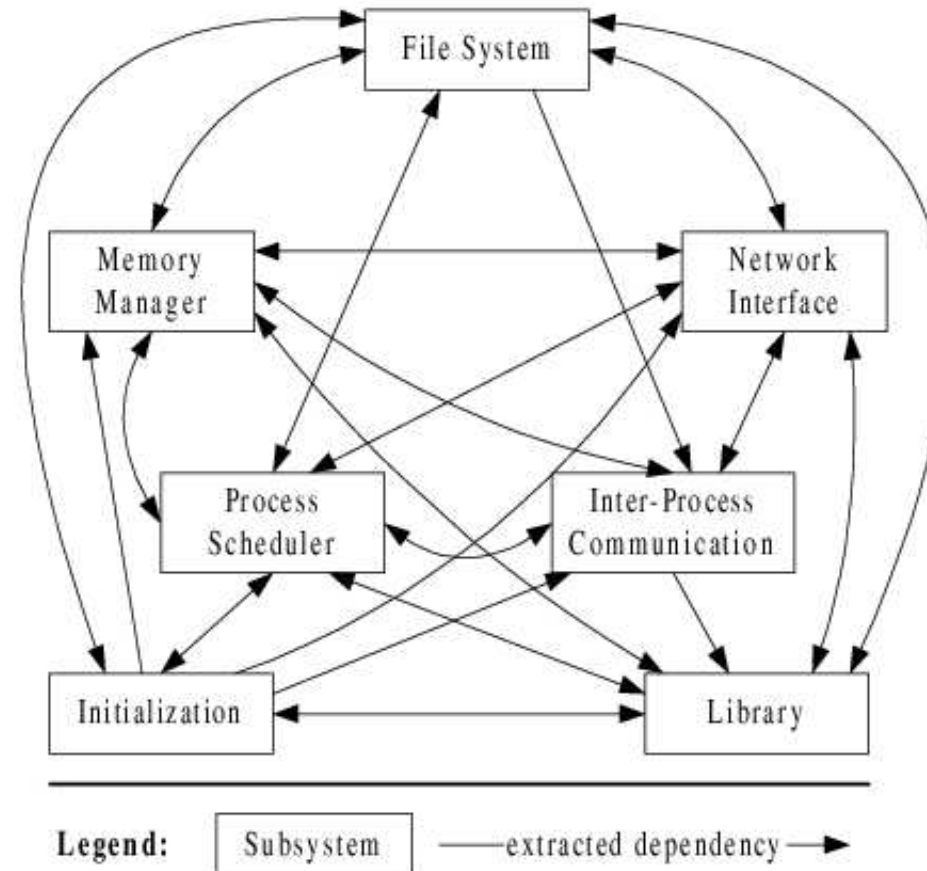 File System
Memory
Manager
Network
Interface
Process
Scheduler
Inter-Process
Communication
Initialization
Library
Legend:
Subsystem
extracted dependency